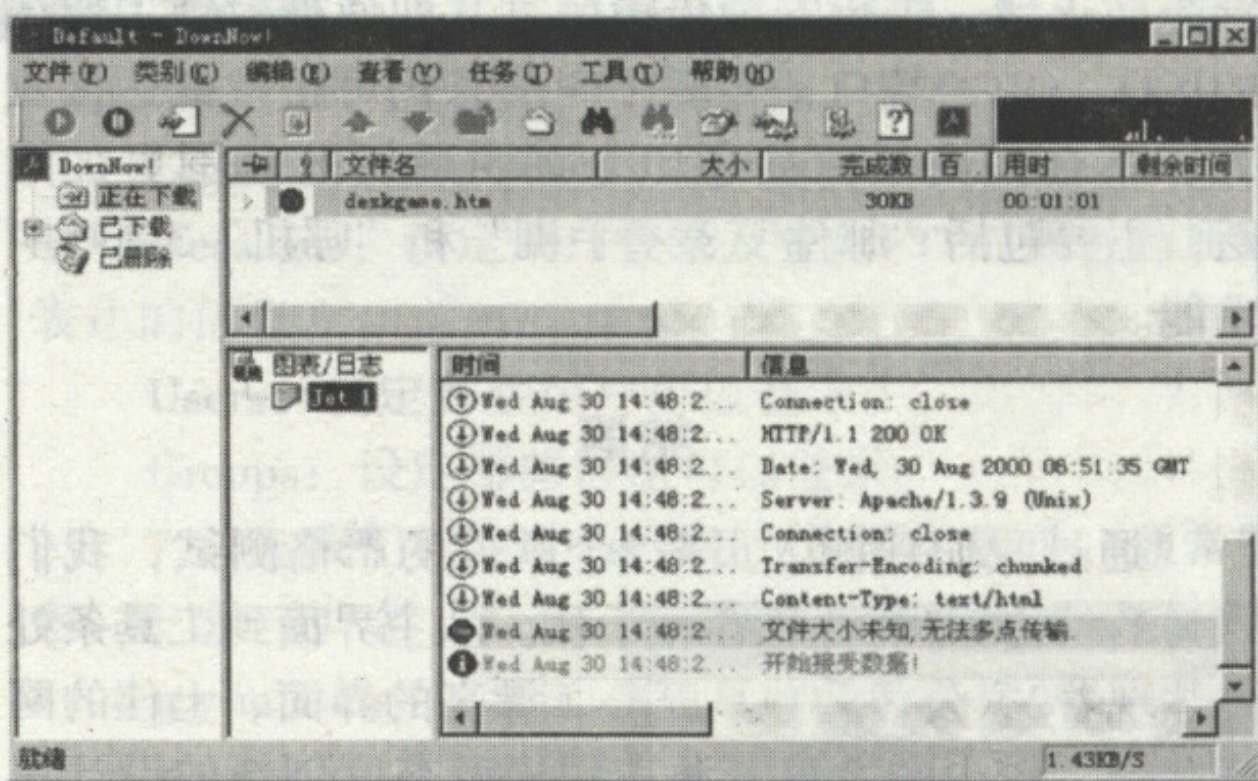 Default - DownNow!
文件(F) 类别(C) 编辑(E) 查看(V) 任务(J) 工具(T) 帮助(H)
DownNow!
正在下载
已下载
已删除
文件名 大小 完成数 百 用时 剩余时间
deskgame.htm 30KB 00:01:01
图表/日志
Jet 1
时间 信息
Wed Aug 30 14:48:2... Connection: close
Wed Aug 30 14:48:2... HTTP/1.1 200 OK
Wed Aug 30 14:48:2... Date: Wed, 30 Aug 2000 06:51:35 GMT
Wed Aug 30 14:48:2... Server: Apache/1.3.9 (Unix)
Wed Aug 30 14:48:2... Connection: close
Wed Aug 30 14:48:2... Transfer-Encoding: chunked
Wed Aug 30 14:48:2... Content-Type: text/html
Wed Aug 30 14:48:2... 文件大小未知,无法多点传输.
Wed Aug 30 14:48:2... 开始接受数据!
就绪 1.43KB/S